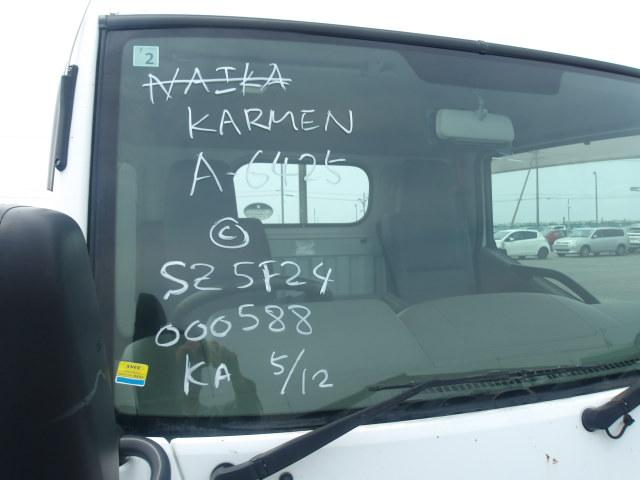 2
NAIKA
KARMEN
A-6425
©
SZ5F24
000588
KA 5/12